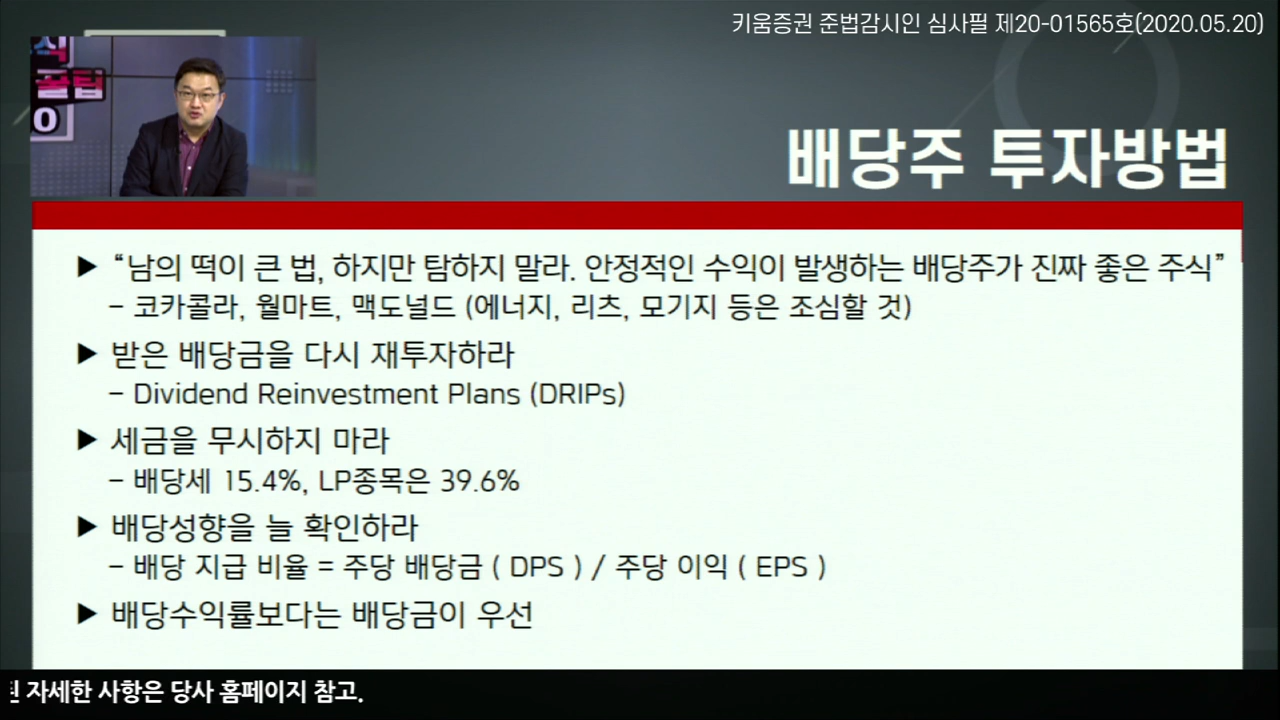 키움증권 준법감시인 심사필 제20-01565호(2020.05.20)
식
꿀팁
0
배당주 투자방법
▶ “남의 떡이 큰 법, 하지만 탐하지 말라. 안정적인 수익이 발생하는 배당주가 진짜 좋은 주식”
– 코카콜라, 월마트, 맥도널드 (에너지, 리츠, 모기지 등은 조심할 것)
▶ 받은 배당금을 다시 재투자하라
– Dividend Reinvestment Plans (DRIPs)
▶ 세금을 무시하지 마라
– 배당세 15.4%, LP종목은 39.6%
▶ 배당성향을 늘 확인하라
– 배당 지급 비율 = 주당 배당금 ( DPS ) / 주당 이익 ( EPS )
▶ 배당수익률보다는 배당금이 우선
자세한 사항은 당사 홈페이지 참고.